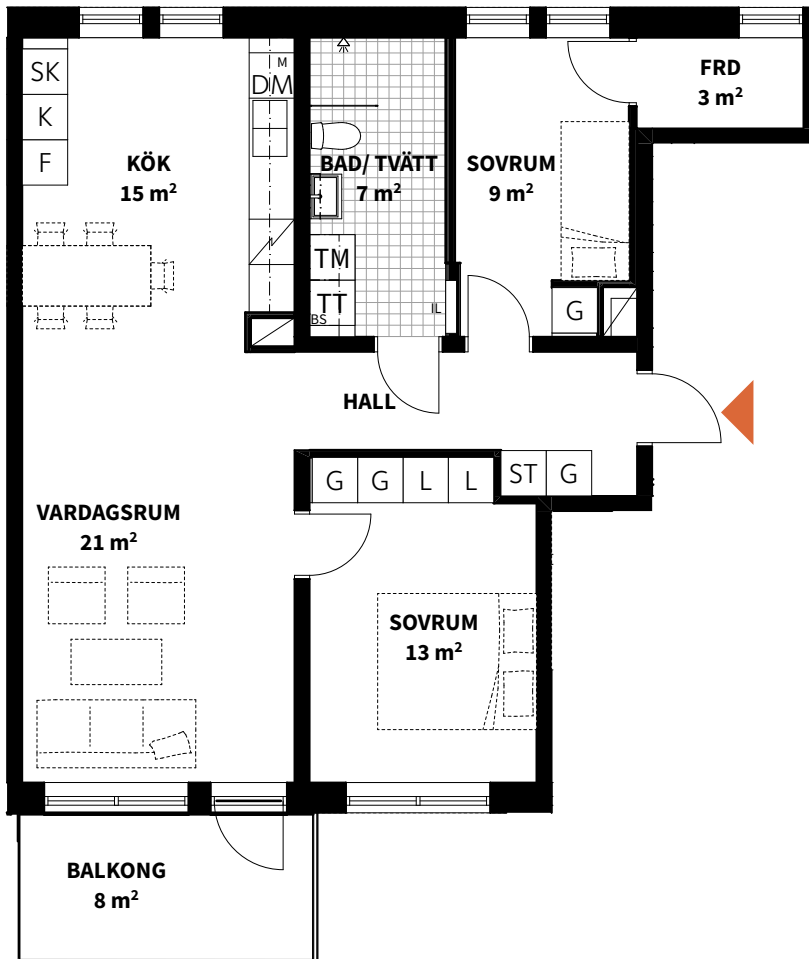 SK
K
F
M
DM
KÖK
15 m²
BAD/ TVÄTT
7 m²
SOVRUM
9 m²
FRD
3 m²
TM
TT
BS
IL
G
HALL
G G L L ST G
VARDAGSRUM
21 m²
SOVRUM
13 m²
BALKONG
8 m²